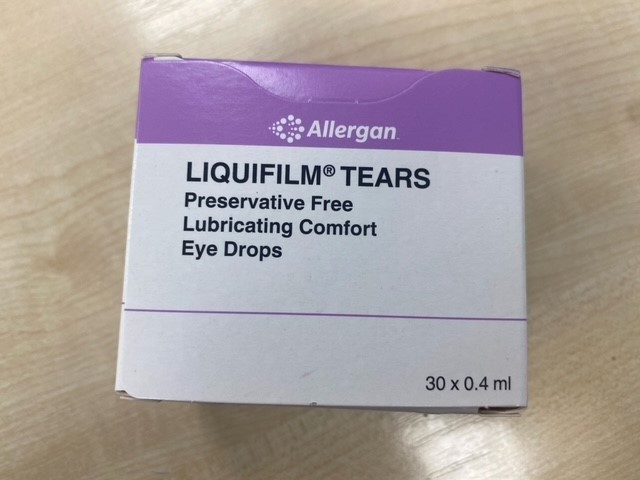 Allergan
LIQUIFILM® TEARS
Preservative Free
Lubricating Comfort
Eye Drops
30 x 0.4 ml